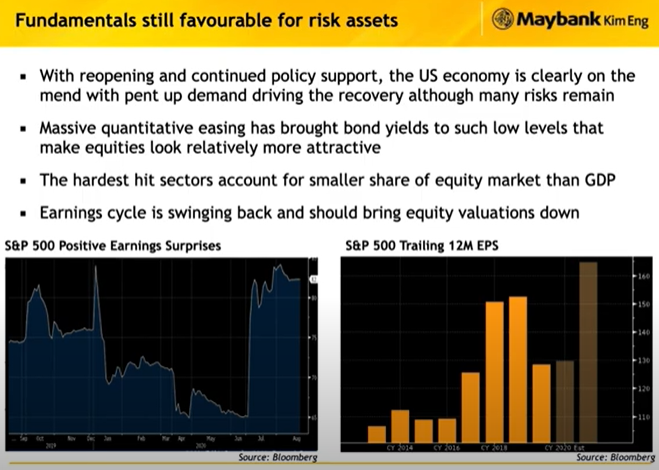 Fundamentals still favourable for risk assets
Maybank Kim Eng
▪ With reopening and continued policy support, the US economy is clearly on the
mend with pent up demand driving the recovery although many risks remain
▪ Massive quantitative easing has brought bond yields to such low levels that
make equities look relatively more attractive
▪ The hardest hit sectors account for smaller share of equity market than GDP
▪ Earnings cycle is swinging back and should bring equity valuations down
S&P 500 Positive Earnings Surprises
80
75
70
65
Sep Oct Nov Dec Jan Feb Mar Apr May Jun Jul Aug
2019 2020
Source: Bloomberg
S&P 500 Trailing 12M EPS
160
150
140
130
120
110
CY 2014 CY 2016 CY 2018 CY 2020 Est
Source: Bloomberg